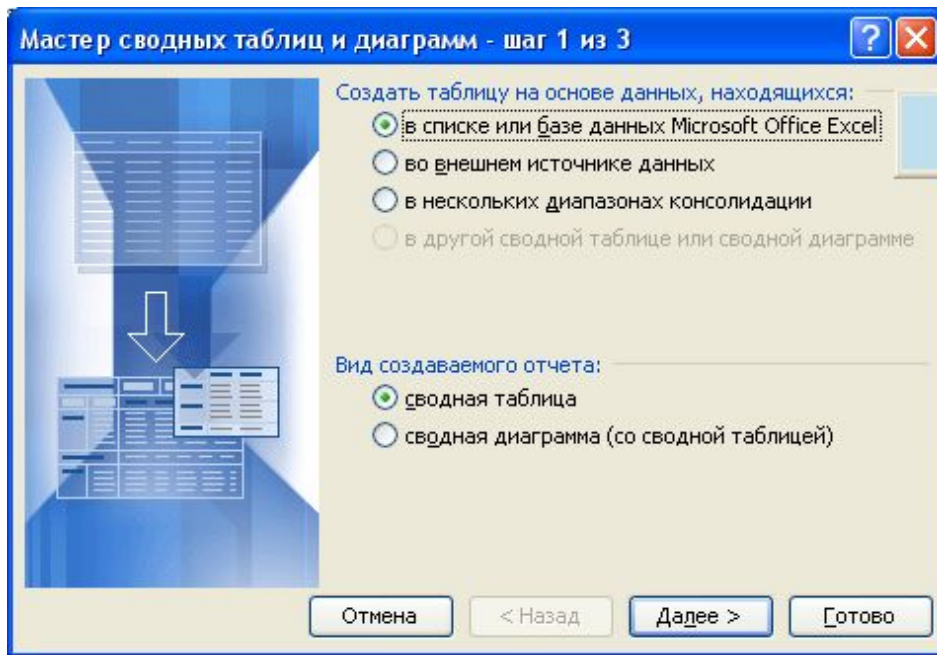 Мастер сводных таблиц и диаграмм - шаг 1 из 3
Создать таблицу на основе данных, находящихся:
в списке или базе данных Microsoft Office Excel
во внешнем источнике данных
в нескольких диапазонах консолидации
в другой сводной таблице или сводной диаграмме
Вид создаваемого отчета:
сводная таблица
сводная диаграмма (со сводной таблицей)
Отмена
< Назад
Далее >
Готово